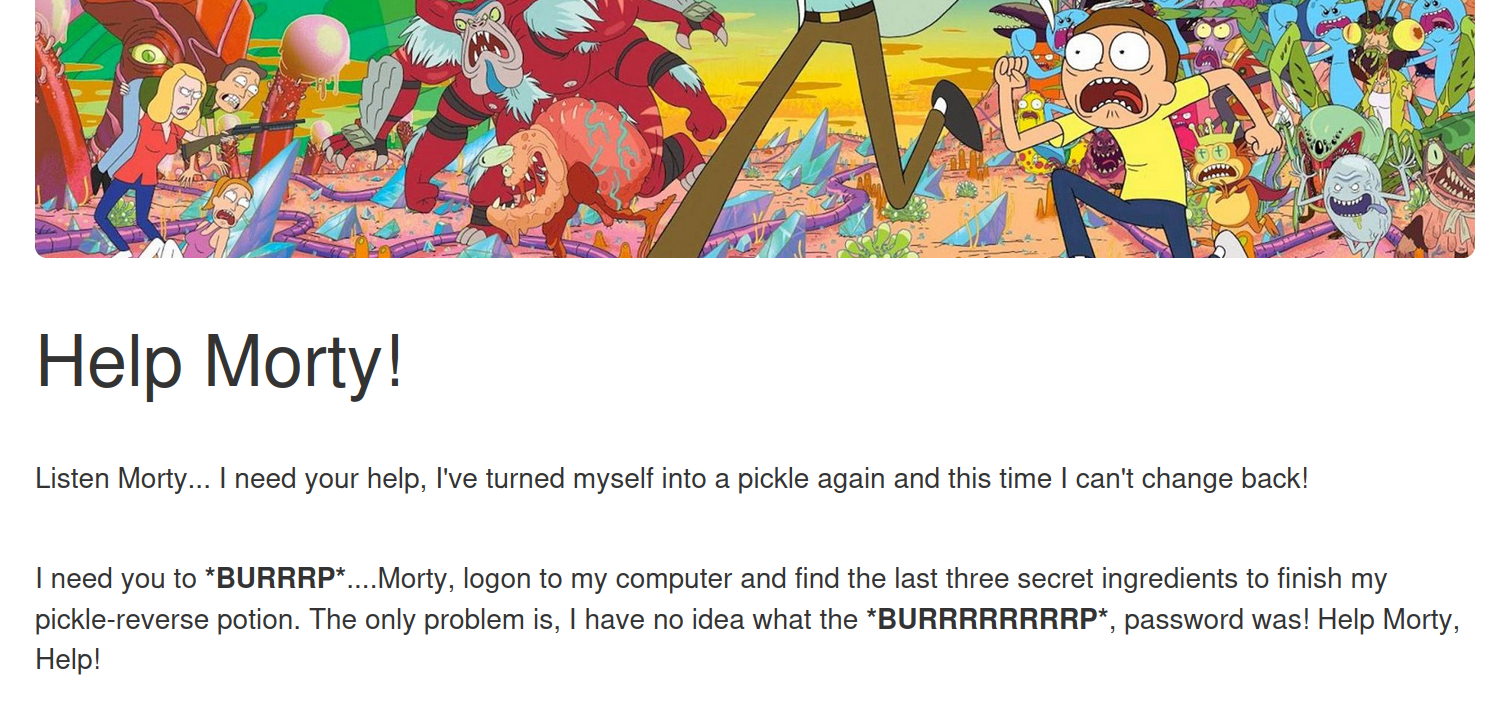 Help Morty!
Listen Morty... I need your help, I've turned myself into a pickle again and this time I can't change back!
I need you to *BURRRP*....Morty, logon to my computer and find the last three secret ingredients to finish my
pickle-reverse potion. The only problem is, I have no idea what the *BURRRRRRRRP*, password was! Help Morty,
Help!